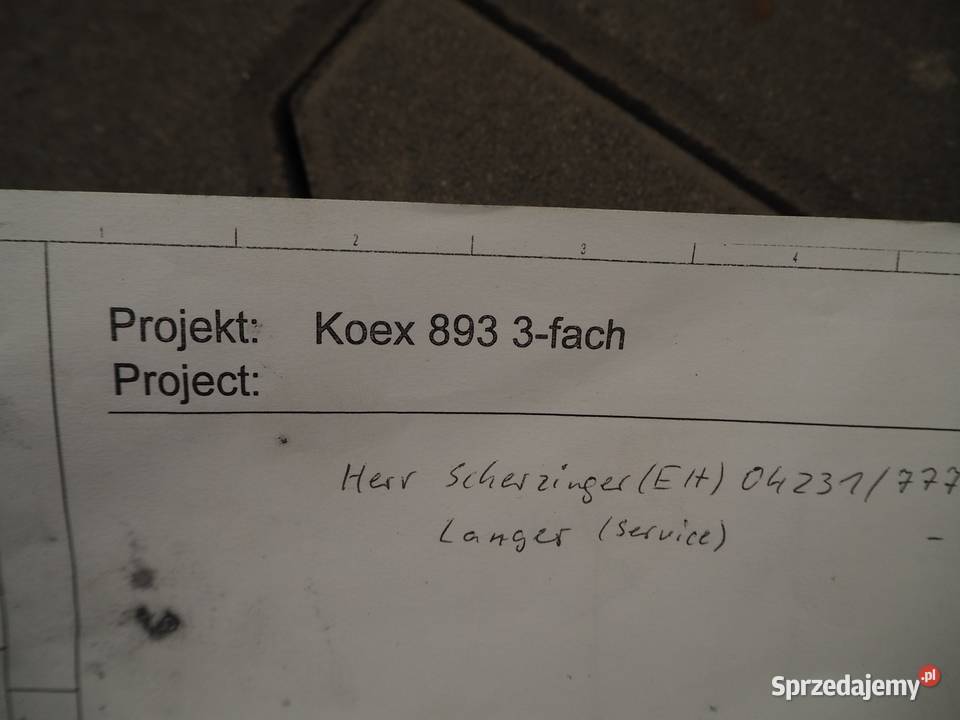 1 2 3 4
Projekt: Koex 893 3-fach
Project:
Herr Scherzinger (EH) 04231/777
Langer (Service) -
Sprzedajemy.pl